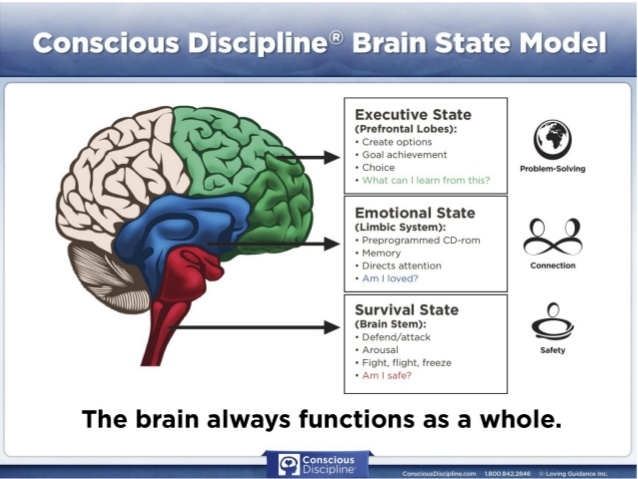 Conscious Discipline® Brain State Model
Executive State
(Prefrontal Lobes):
• Create options
• Goal achievement
• Choice
• What can I learn from this?
Problem-Solving
Emotional State
(Limbic System):
• Preprogrammed CD-rom
• Memory
• Directs attention
• Am I loved?
Connection
Survival State
(Brain Stem):
• Defend/attack
• Arousal
• Fight, flight, freeze
• Am I safe?
Safety
The brain always functions as a whole.
Conscious
Discipline
ConsciousDiscipline.com 1.800.842.2846 © Loving Guidance Inc.